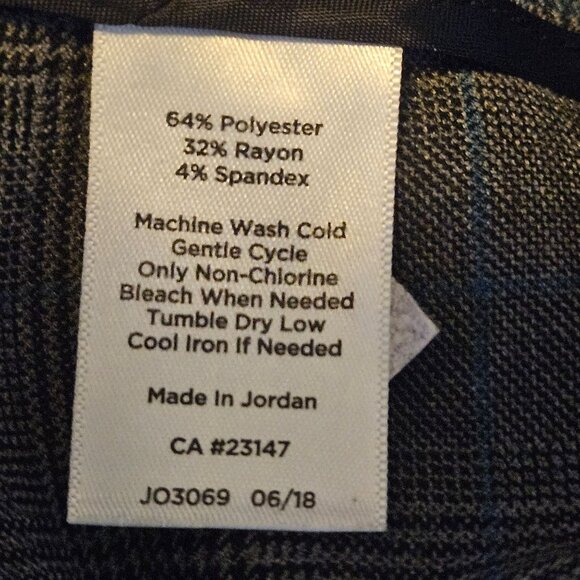 64% Polyester
32% Rayon
4% Spandex
Machine Wash Cold
Gentle Cycle
Only Non-Chlorine
Bleach When Needed
Tumble Dry Low
Cool Iron If Needed
Made In Jordan
CA #23147
JO3069 06/18